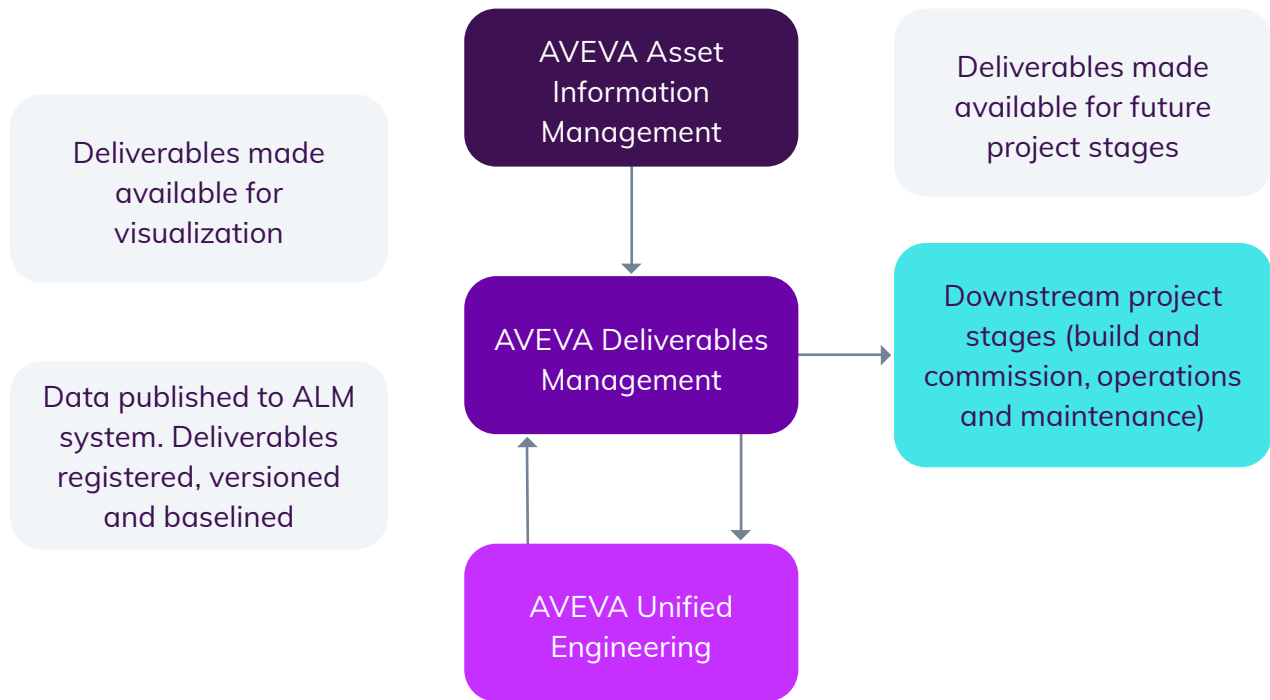 AVEVA Asset
Information
Management
Deliverables made
available for future
project stages
Deliverables made
available for
visualization
AVEVA Deliverables
Management
Downstream project
stages (build and
commission, operations
and maintenance)
Data published to ALM
system. Deliverables
registered, versioned
and baselined
AVEVA Unified
Engineering